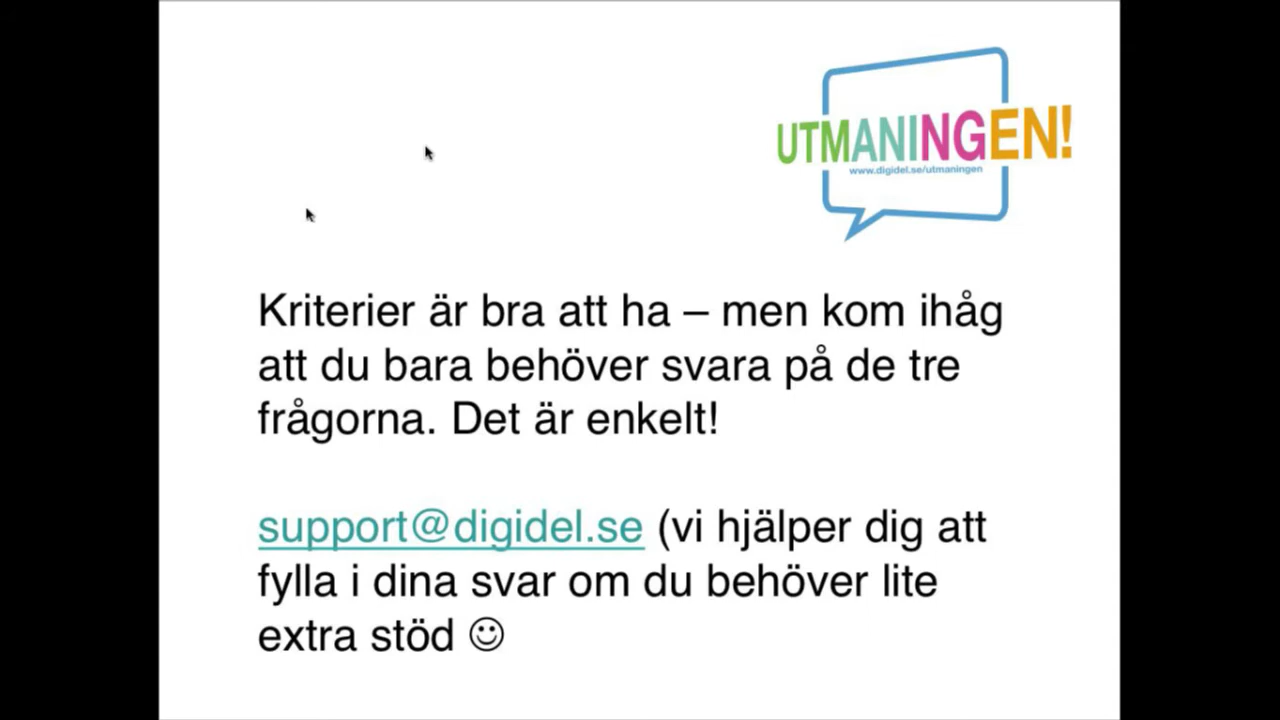 UTMANINGEN!
www.digidel.se/utmaningen
Kriterier är bra att ha – men kom ihåg
att du bara behöver svara på de tre
frågorna. Det är enkelt!
support@digidel.se (vi hjälper dig att
fylla i dina svar om du behöver lite
extra stöd ☺